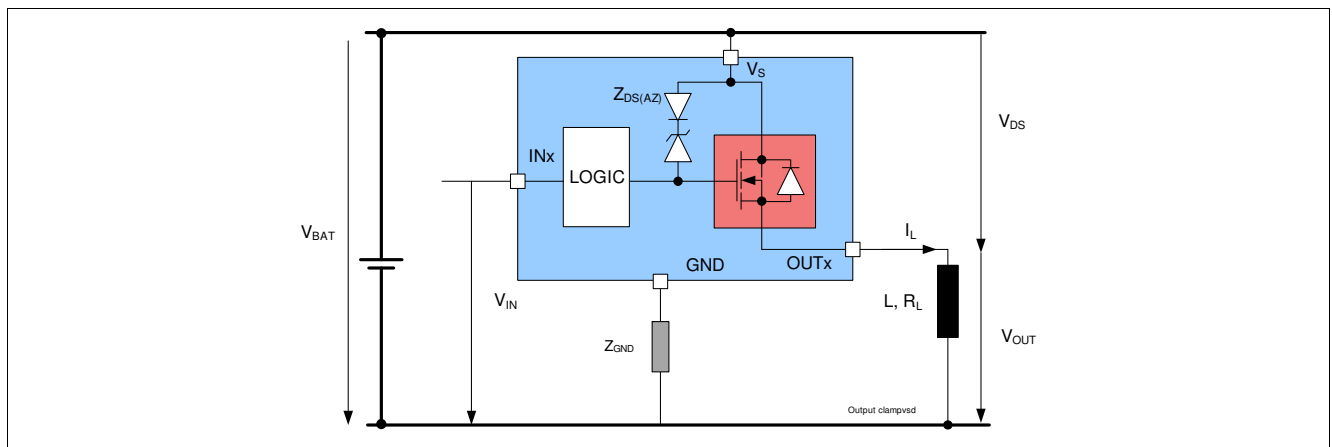 V_S
Z_DS(AZ)
V_DS
INx
LOGIC
V_BAT
I_L
GND
OUTx
V_IN
L, R_L
Z_GND
V_OUT
Output clampvsd